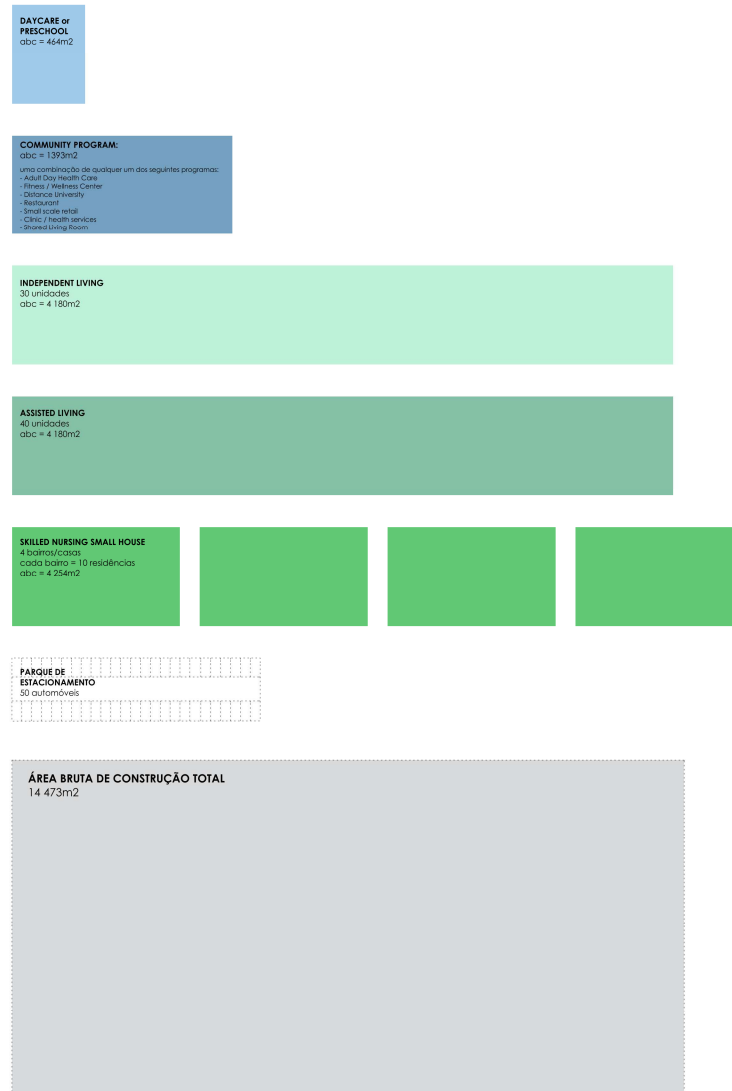 DAYCARE or
PRESCHOOL
abc = 464m2
COMMUNITY PROGRAM:
abc = 1393m2
uma combinação de qualquer um dos seguintes programas:
- Adult Day Health Care
- Fitness / Wellness Center
- Distance University
- Restaurant
- Small scale retail
- Clinic / health services
- Shared Living Room
INDEPENDENT LIVING
30 unidades
abc = 4 180m2
ASSISTED LIVING
40 unidades
abc = 4 180m2
SKILLED NURSING SMALL HOUSE
4 bairros/casas
cada bairro = 10 residências
abc = 4 254m2
PARQUE DE
ESTACIONAMENTO
50 automóveis
ÁREA BRUTA DE CONSTRUÇÃO TOTAL
14 473m2